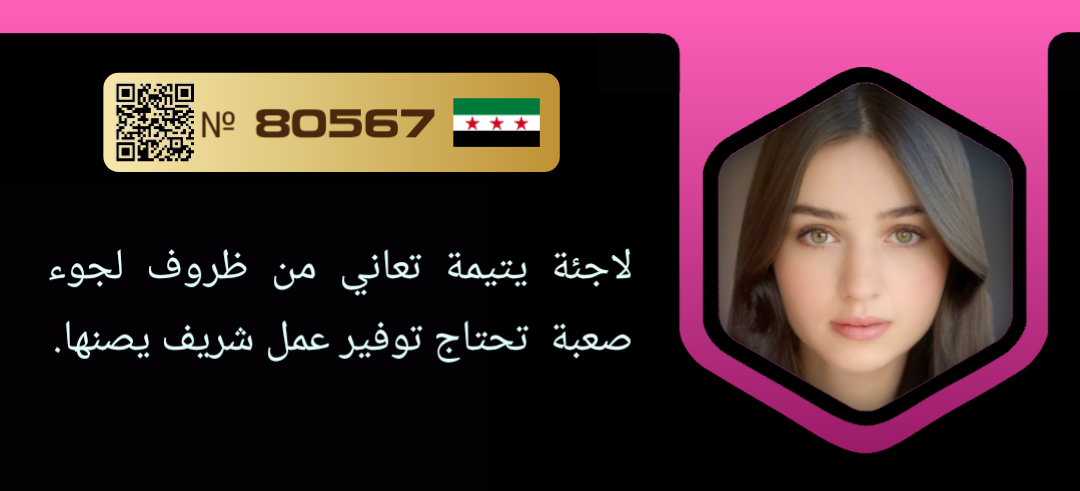 № 80567
لاجئة يتيمة تعاني من ظروف لجوء
صعبة تحتاج توفير عمل شريف يصنها.